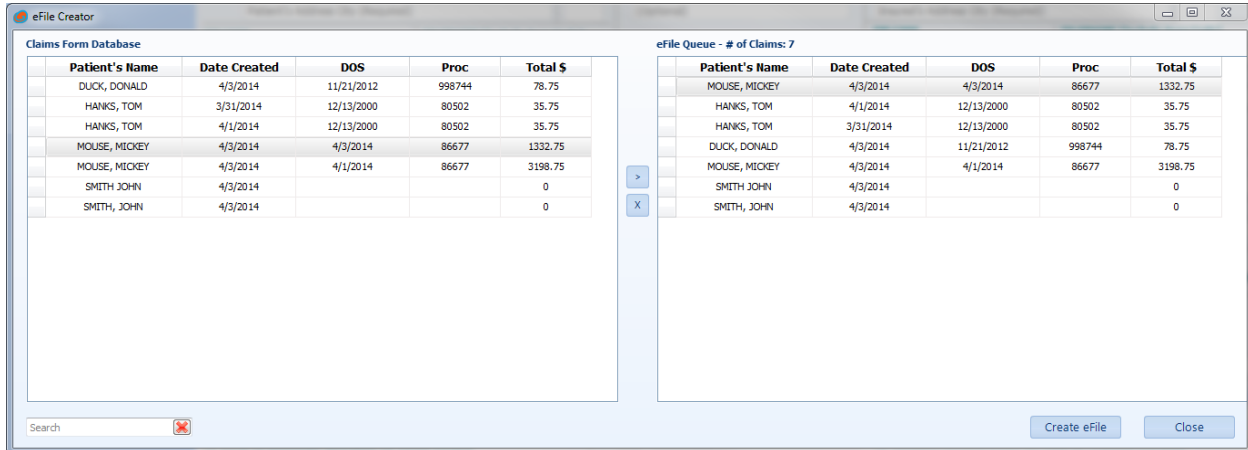 eFile Creator
Claims Form Database
Patient's Name Date Created DOS Proc Total $
DUCK, DONALD 4/3/2014 11/21/2012 998744 78.75
HANKS, TOM 3/31/2014 12/13/2000 80502 35.75
HANKS, TOM 4/1/2014 12/13/2000 80502 35.75
MOUSE, MICKEY 4/3/2014 4/3/2014 86677 1332.75
MOUSE, MICKEY 4/3/2014 4/1/2014 86677 3198.75
SMITH JOHN 4/3/2014 0
SMITH, JOHN 4/3/2014 0
>
X
eFile Queue - # of Claims: 7
Patient's Name Date Created DOS Proc Total $
MOUSE, MICKEY 4/3/2014 4/3/2014 86677 1332.75
HANKS, TOM 4/1/2014 12/13/2000 80502 35.75
HANKS, TOM 3/31/2014 12/13/2000 80502 35.75
DUCK, DONALD 4/3/2014 11/21/2012 998744 78.75
MOUSE, MICKEY 4/3/2014 4/1/2014 86677 3198.75
SMITH JOHN 4/3/2014 0
SMITH, JOHN 4/3/2014 0
Search
Create eFile
Close